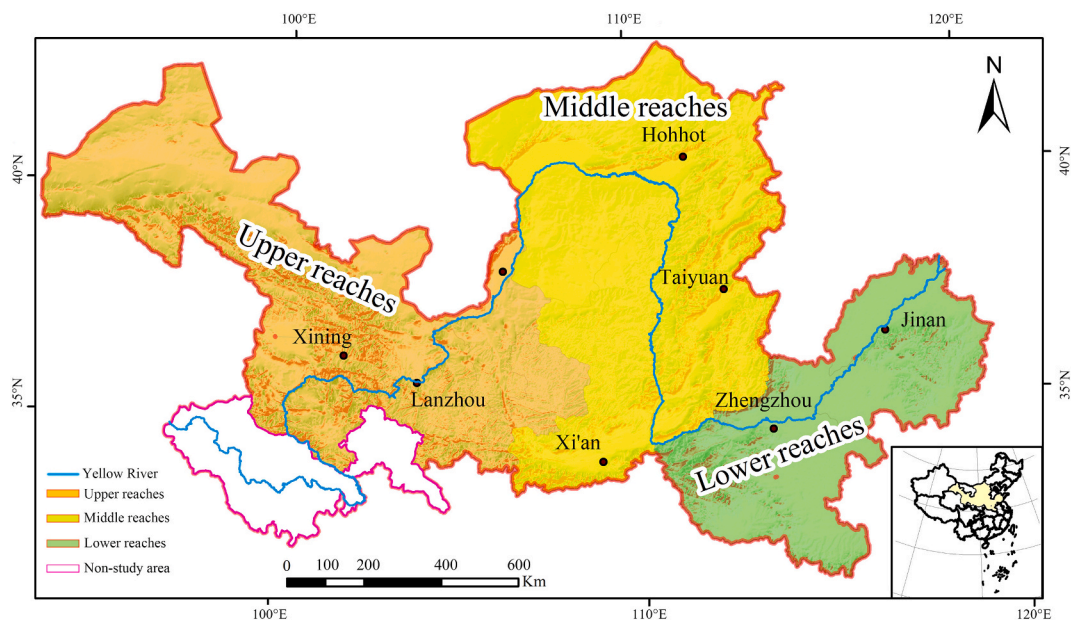 100°E
110°E
120°E
N
Middle reaches
Hohhot
40°N
40°N
Upper reaches
Taiyuan
Jinan
Xining
35°N
35°N
Lanzhou
Zhengzhou
Xi'an
Lower reaches
Yellow River
Upper reaches
Middle reaches
Lower reaches
Non-study area
0 100 200 400 600
Km
100°E
110°E
120°E